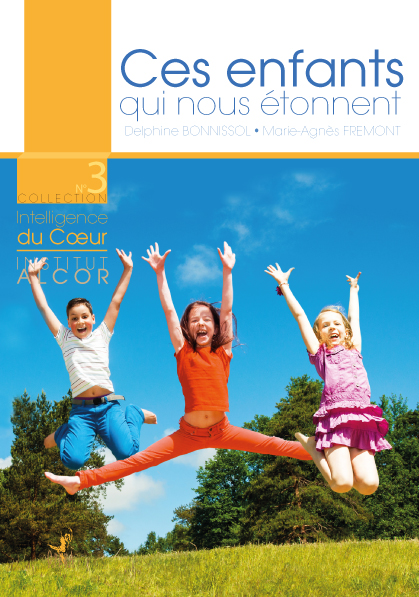 Ces enfants
qui nous étonnent
Delphine BONNISSOL • Marie-Agnès FREMONT
N°3
COLLECTION
Intelligence
du Cœur
INSTITUT
ALCOR